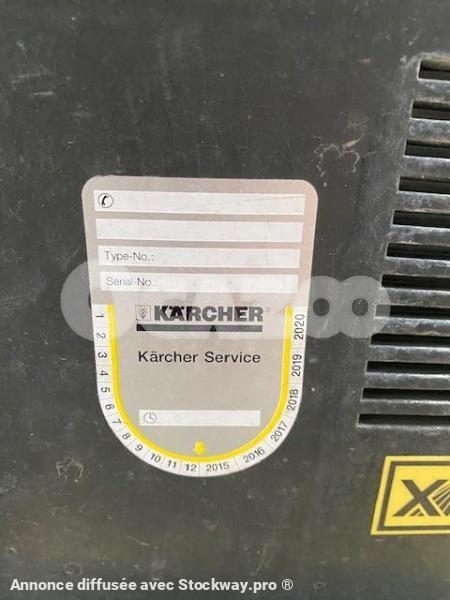 Type-No.:
Serial-No.:
KÄRCHER®
Kärcher Service
1 2 3 4 5 6 7 8 9 10 11 12 2015 2016 2017 2018 2019 2020
X
Annonce diffusée avec Stockway.pro ®